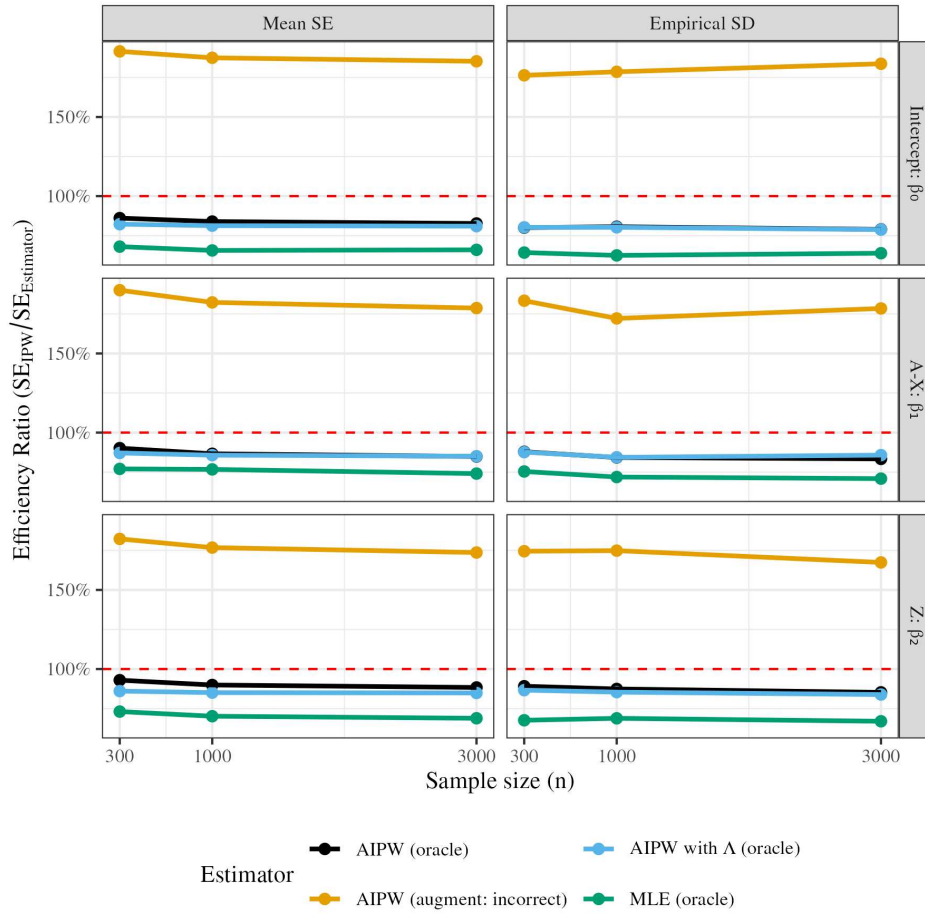 Mean SE
Empirical SD
Efficiency Ratio (SE_IPW/SE_Estimator)
150%
100%
Intercept: β₀
150%
100%
A-X: β₁
150%
100%
Z: β₂
300 1000 3000
300 1000 3000
Sample size (n)
Estimator
AIPW (oracle)
AIPW with Λ (oracle)
AIPW (augment: incorrect)
MLE (oracle)